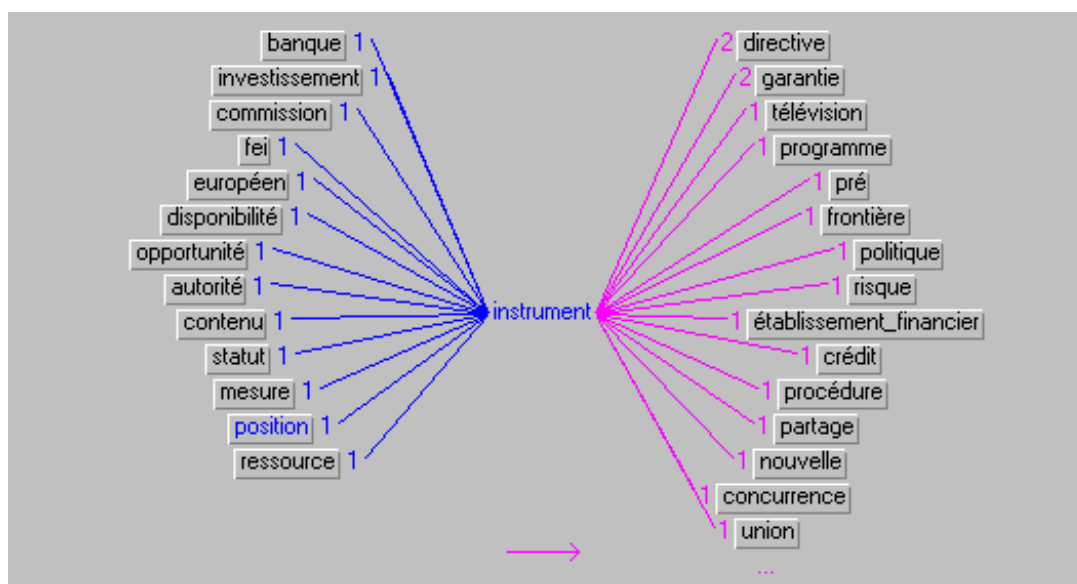 banque 1
investissement 1
commission 1
fei 1
européen 1
disponibilité 1
opportunité 1
autorité 1
contenu 1
statut 1
mesure 1
position 1
ressource 1
instrument
2 directive
2 garantie
1 télévision
1 programme
1 pré
1 frontière
1 politique
1 risque
1 établissement_financier
1 crédit
1 procédure
1 partage
1 nouvelle
1 concurrence
1 union
...